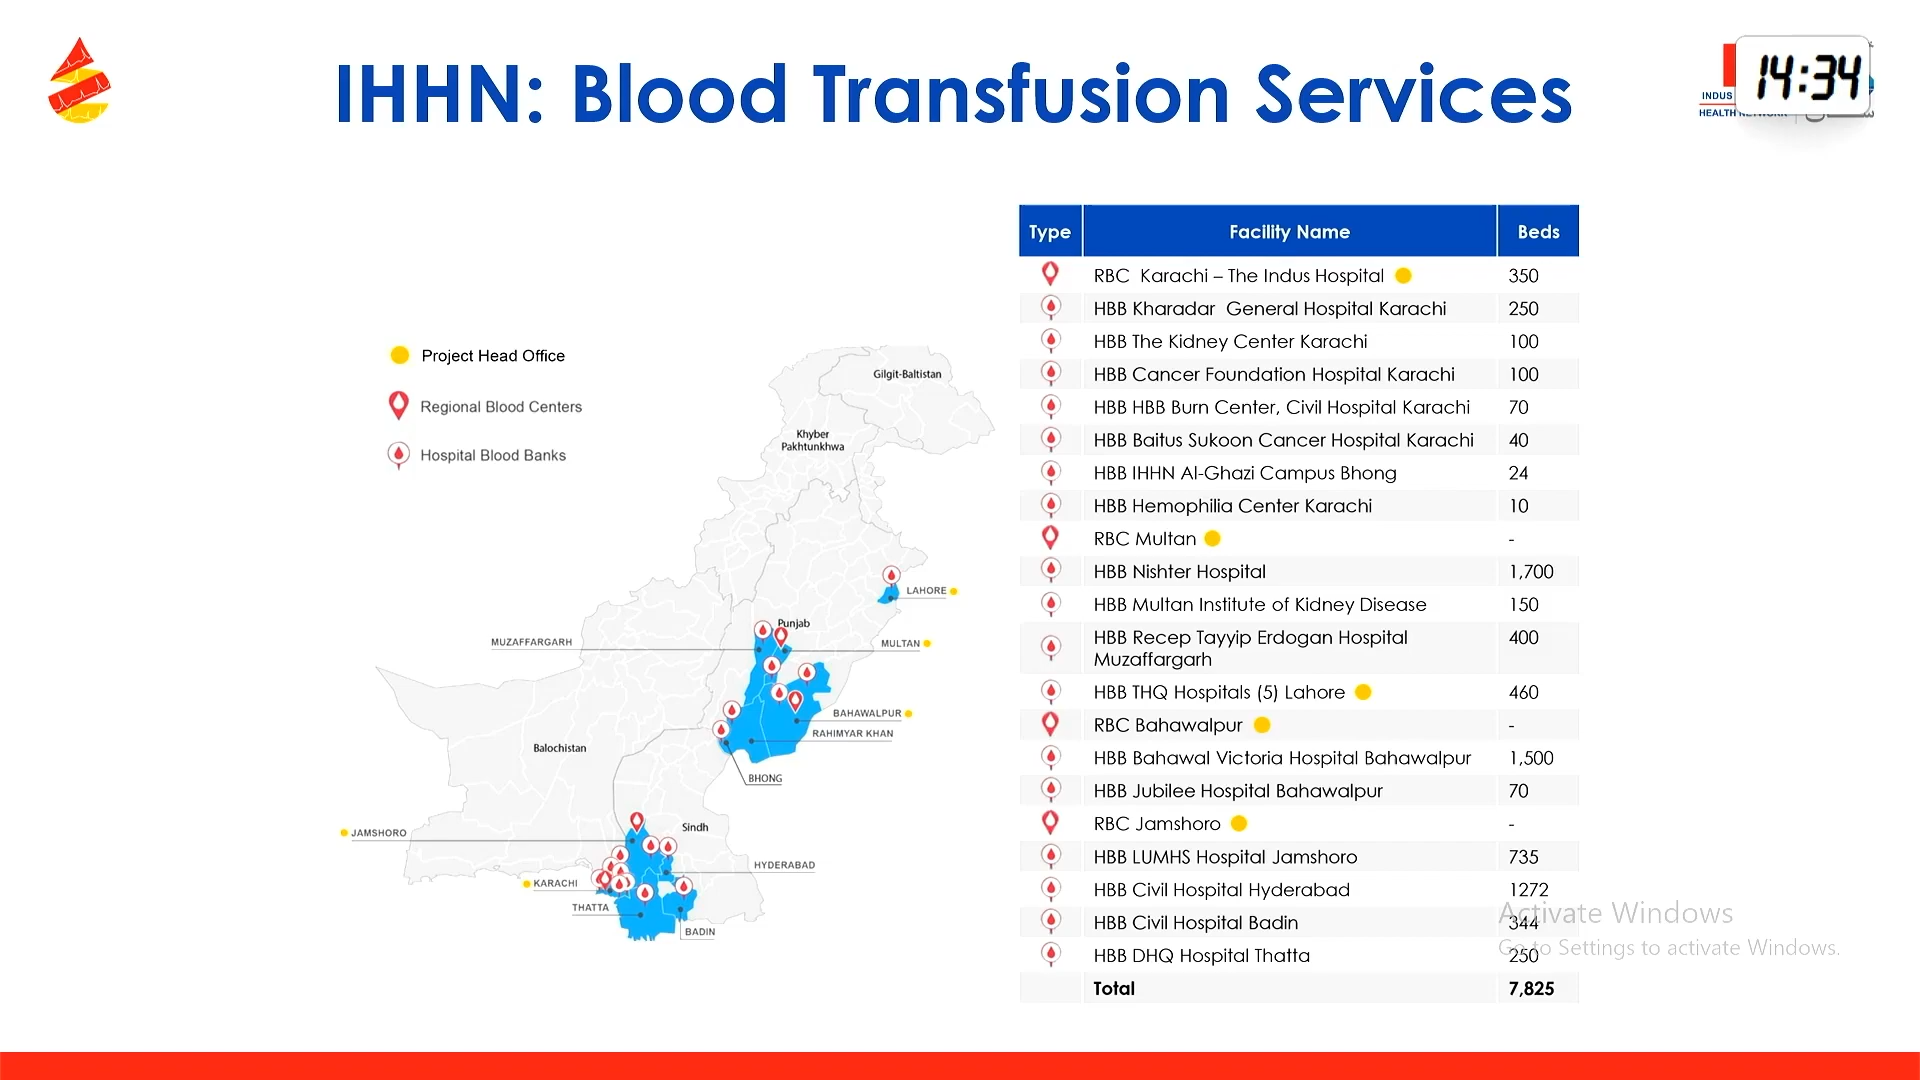 IHHN: Blood Transfusion Services
INDUS
HEALTH NETWORK
14:34
Project Head Office
Regional Blood Centers
Hospital Blood Banks
Gilgit-Baltistan
Khyber
Pakhtunkhwa
LAHORE
Punjab
MUZAFFARGARH
MULTAN
BAHAWALPUR
RAHIMYAR KHAN
Balochistan
BHONG
Sindh
JAMSHORO
HYDERABAD
KARACHI
THATTA
BADIN
Type Facility Name Beds
RBC Karachi – The Indus Hospital 350
HBB Kharadar General Hospital Karachi 250
HBB The Kidney Center Karachi 100
HBB Cancer Foundation Hospital Karachi 100
HBB HBB Burn Center, Civil Hospital Karachi 70
HBB Baitus Sukoon Cancer Hospital Karachi 40
HBB IHHN Al-Ghazi Campus Bhong 24
HBB Hemophilia Center Karachi 10
RBC Multan -
HBB Nishter Hospital 1,700
HBB Multan Institute of Kidney Disease 150
HBB Recep Tayyip Erdogan Hospital 400
Muzaffargarh
HBB THQ Hospitals (5) Lahore 460
RBC Bahawalpur -
HBB Bahawal Victoria Hospital Bahawalpur 1,500
HBB Jubilee Hospital Bahawalpur 70
RBC Jamshoro -
HBB LUMHS Hospital Jamshoro 735
HBB Civil Hospital Hyderabad 1272
HBB Civil Hospital Badin 344
HBB DHQ Hospital Thatta 250
Total 7,825
Activate Windows
Go to Settings to activate Windows.